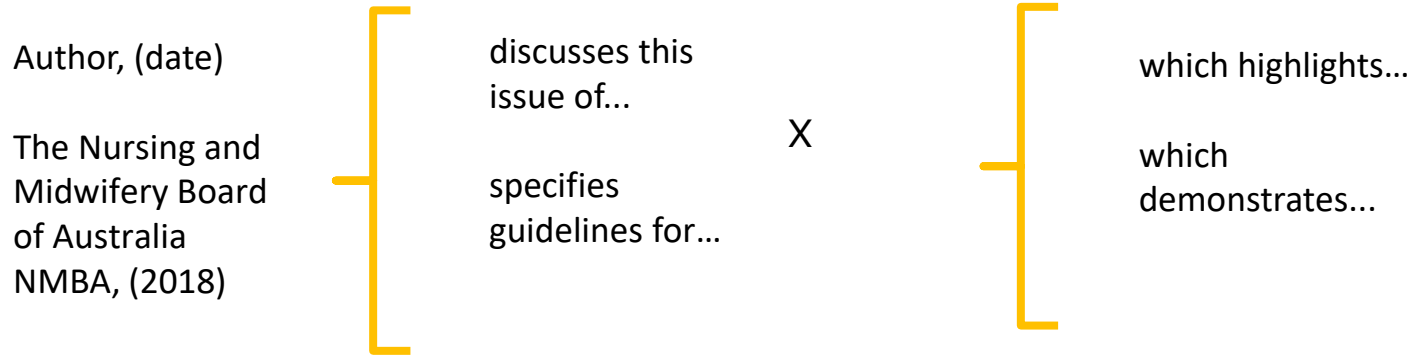 Author, (date)
The Nursing and
Midwifery Board
of Australia
NMBA, (2018)
discusses this
issue of...
specifies
guidelines for…
X
which highlights…
which
demonstrates...